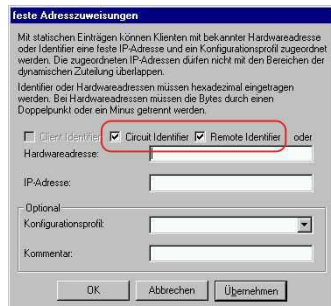 feste Adresszuweisungen
Mit statischen Einträgen können Klienten mit bekannter Hardwareadresse
oder Identifier eine feste IP-Adresse und ein Konfigurationsprofil zugeordnet
werden. Die zugeordneten IP-Adressen dürfen nicht mit den Bereichen der
dynamischen Zuteilung überlappen.
Identifier oder Hardwareadressen müssen hexadezimal eingetragen
werden. Bei Hardwareadressen müssen die Bytes durch einen
Doppelpunkt oder ein Minus getrennt werden.
Client Identifier Circuit Identifier Remote Identifier oder
Hardwareadresse:
IP-Adresse:
Optional
Konfigurationsprofil:
Kommentar:
OK Abbrechen Übernehmen